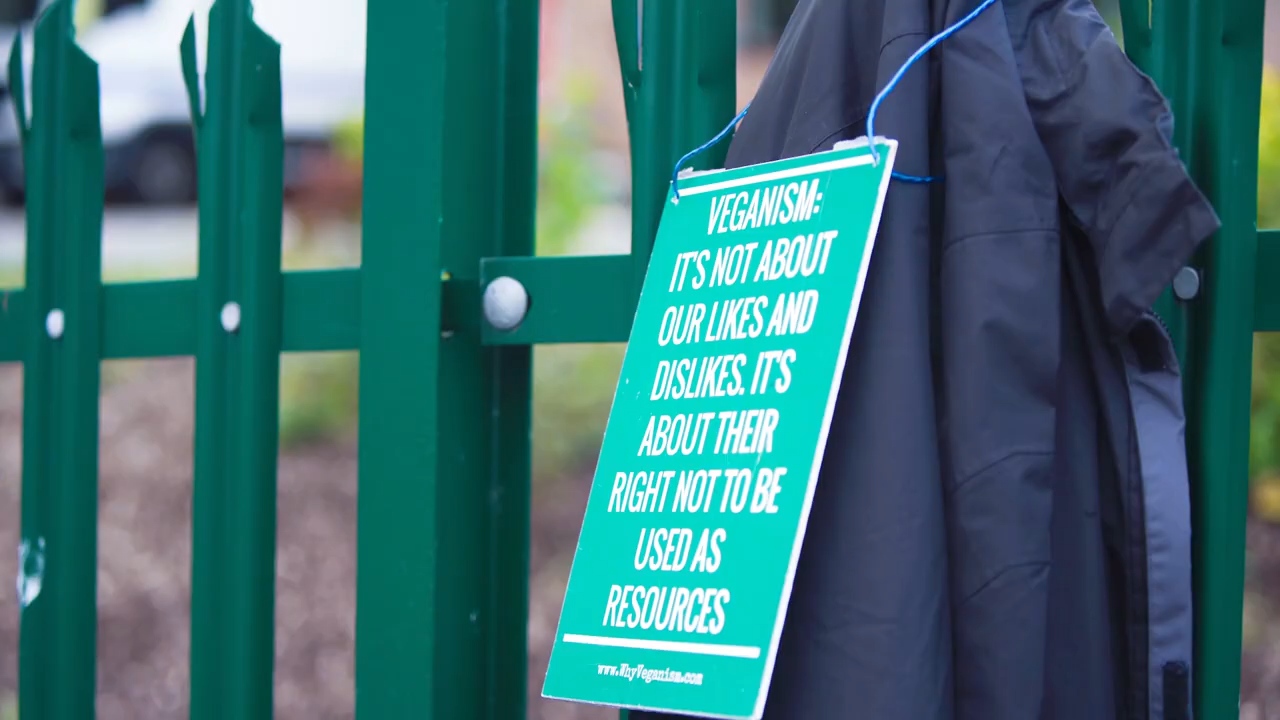 VEGANISM:
IT'S NOT ABOUT
OUR LIKES AND
DISLIKES. IT'S
ABOUT THEIR
RIGHT NOT TO BE
USED AS
RESOURCES
www.WhyVeganism.com